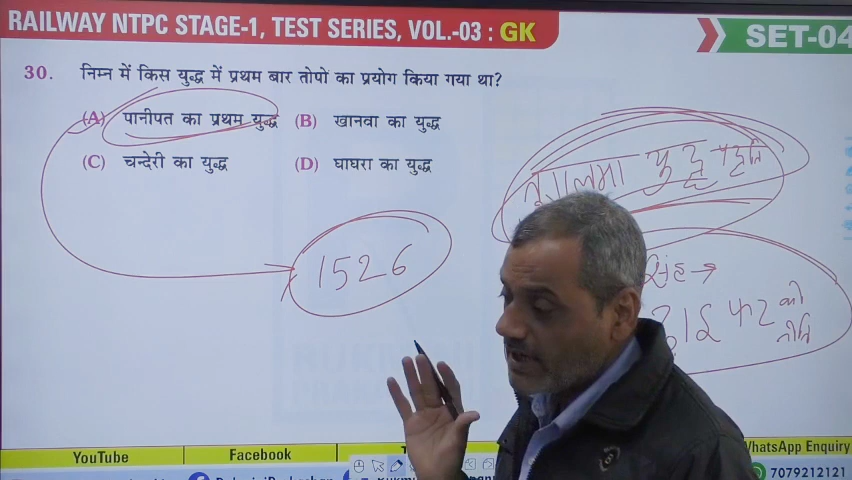 RAILWAY NTPC STAGE-1, TEST SERIES, VOL.-03 : GK
SET-04
30. निम्न में किस युद्ध में प्रथम बार तोपो का प्रयोग किया गया था?
(A) पानीपत का प्रथम युद्ध (B) खानवा का युद्ध
(C) चन्देरी का युद्ध (D) घाघरा का युद्ध
युद्ध
1526
को
YouTube
Facebook
WhatsApp Enquiry
7079212121